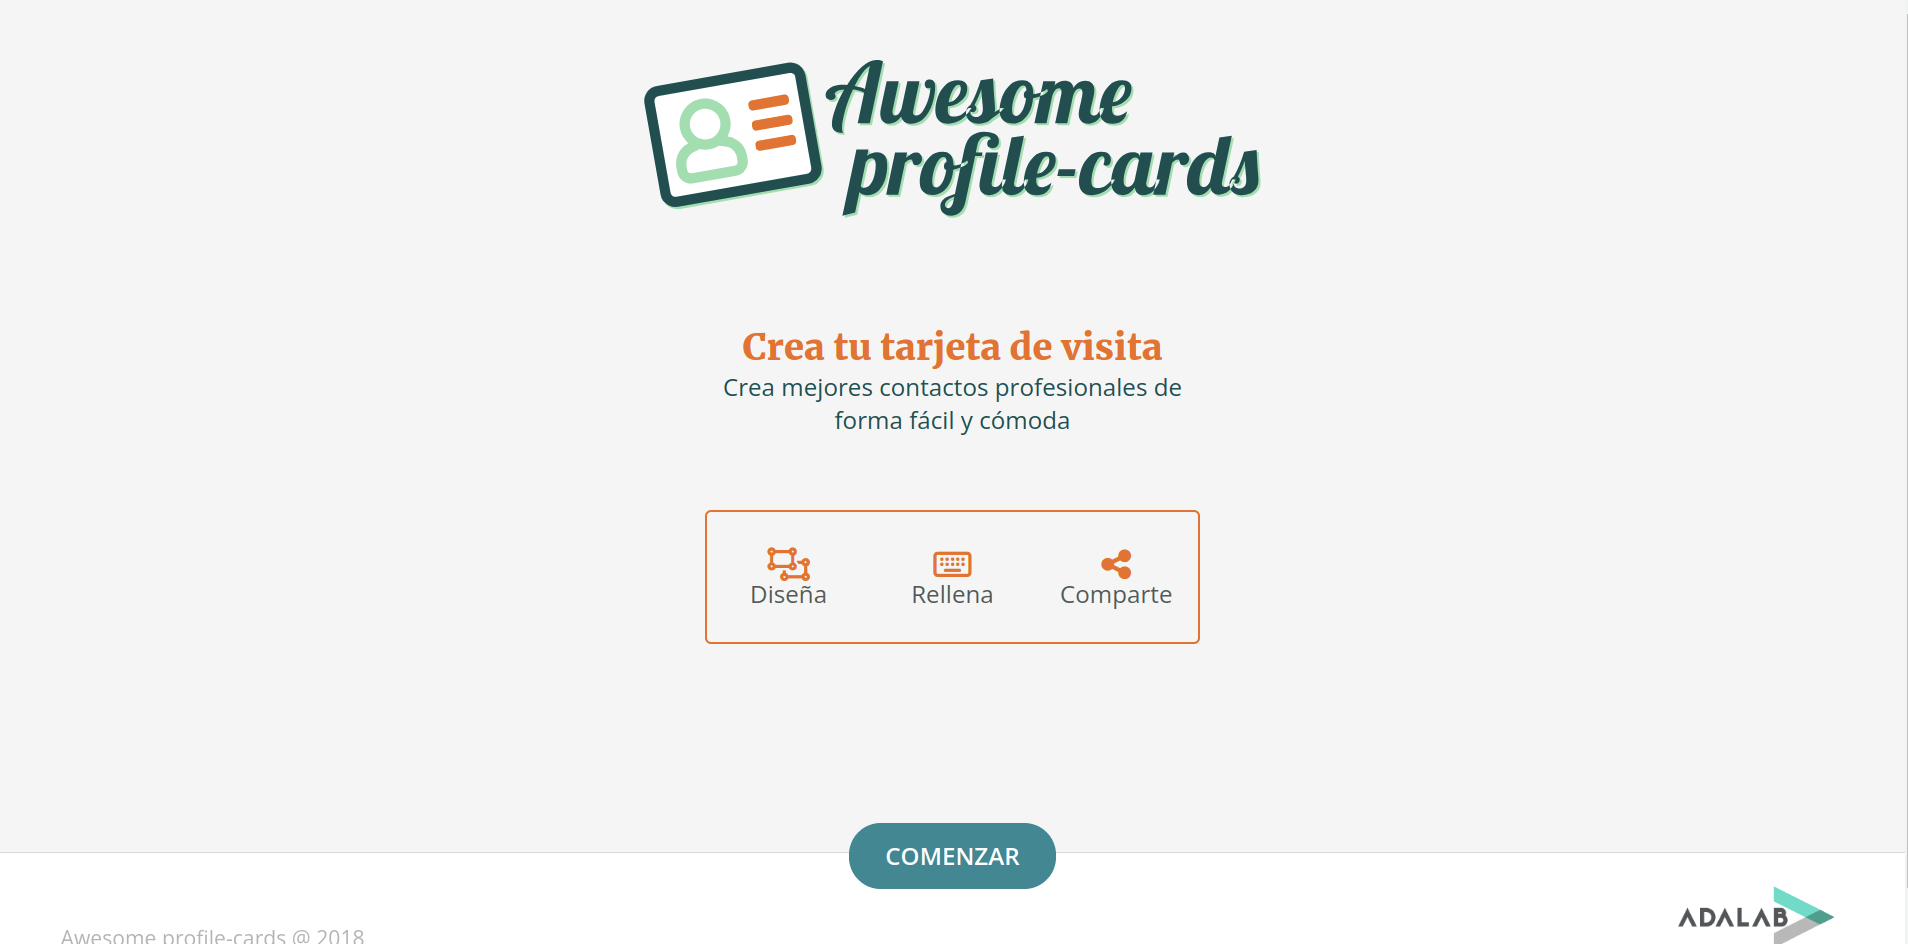 Awesome
profile-cards
Crea tu tarjeta de visita
Crea mejores contactos profesionales de
forma fácil y cómoda
Diseña
Rellena
Comparte
COMENZAR
Awesome profile-cards @ 2018
ADALAB